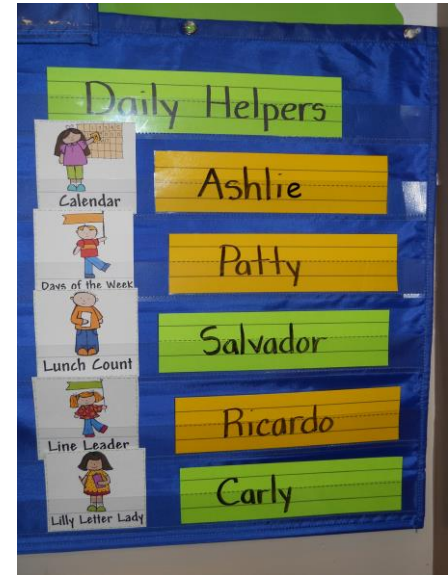 Daily Helpers
Calendar
Ashlie
Days of the Week
Patty
Lunch Count
Salvador
Line Leader
Ricardo
Lilly Letter Lady
Carly